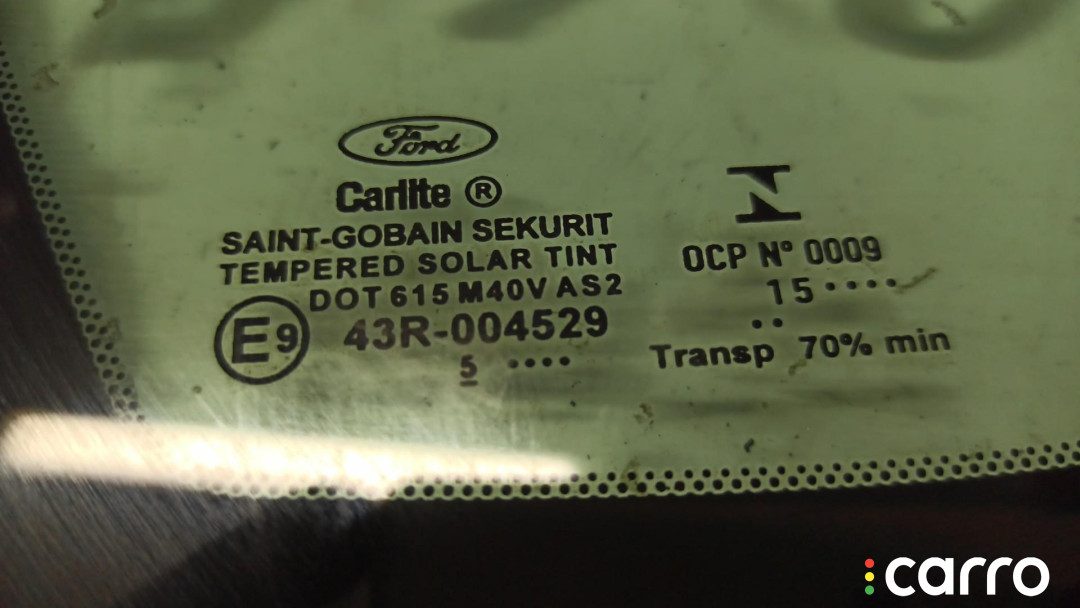 Ford
Carlite ®
SAINT-GOBAIN SEKURIT
TEMPERED SOLAR TINT
DOT 615 M40V AS2
E9 43R-004529
5 ••••
N
OCP N° 0009
15 ••••
••
Transp 70% min
carro